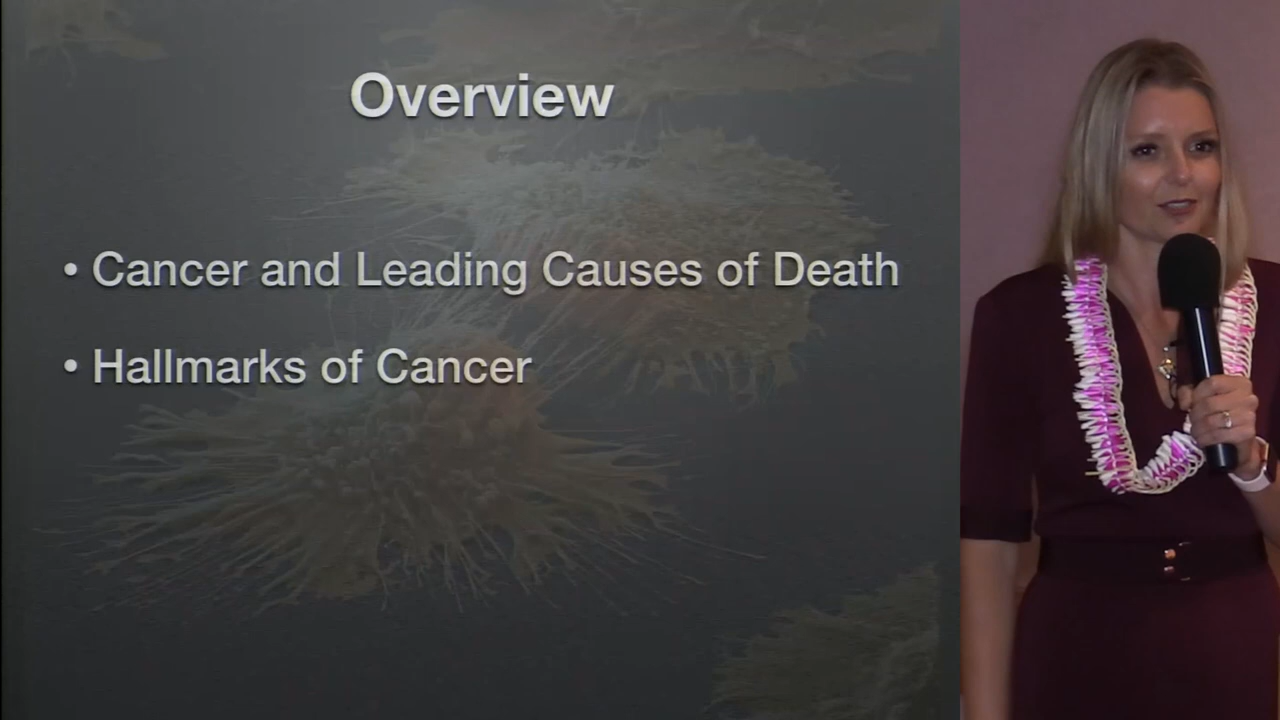 Overview
• Cancer and Leading Causes of Death
• Hallmarks of Cancer